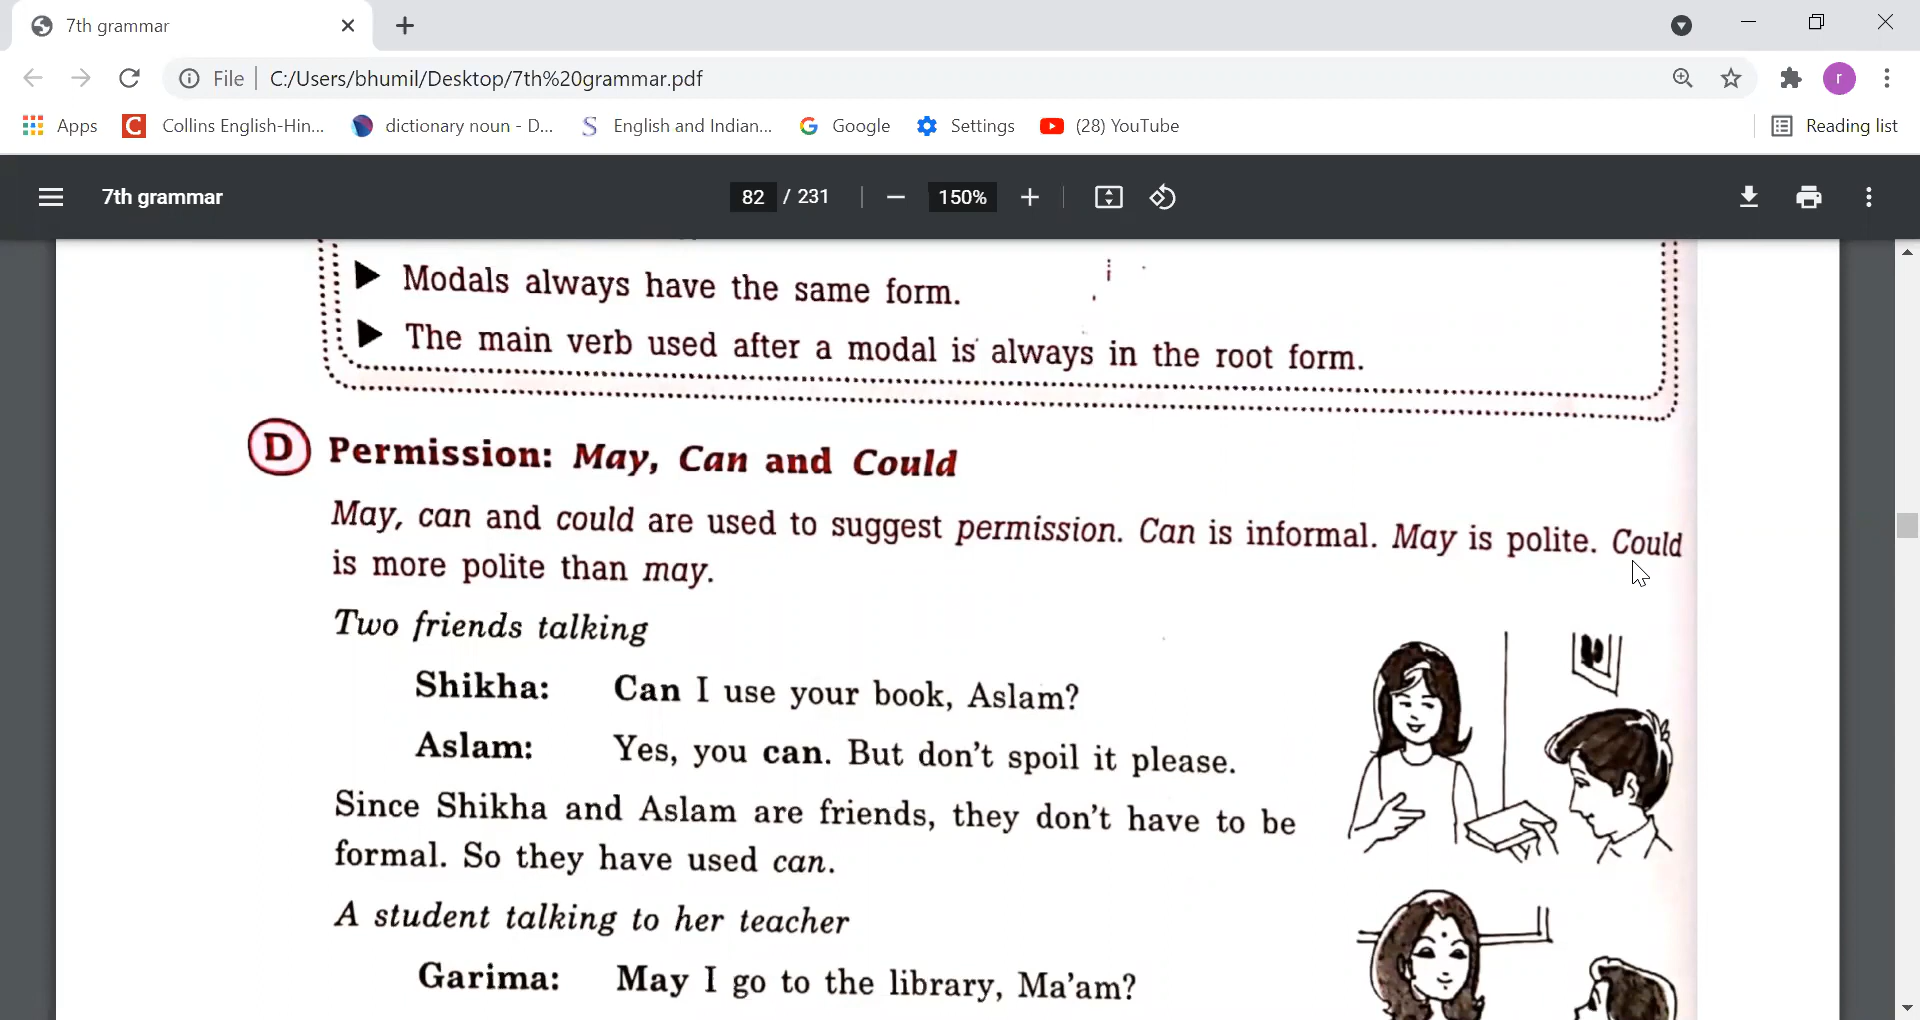 7th grammar
File C:/Users/bhumil/Desktop/7th%20grammar.pdf
r
Apps Collins English-Hin... dictionary noun - D... English and Indian... Google Settings (28) YouTube Reading list
7th grammar 82 / 231 150%
Modals always have the same form.
The main verb used after a modal is always in the root form.
D Permission: May, Can and Could
May, can and could are used to suggest permission. Can is informal. May is polite. Could
is more polite than may.
Two friends talking
Shikha: Can I use your book, Aslam?
Aslam: Yes, you can. But don't spoil it please.
Since Shikha and Aslam are friends, they don't have to be
formal. So they have used can.
A student talking to her teacher
Garima: May I go to the library, Ma'am?